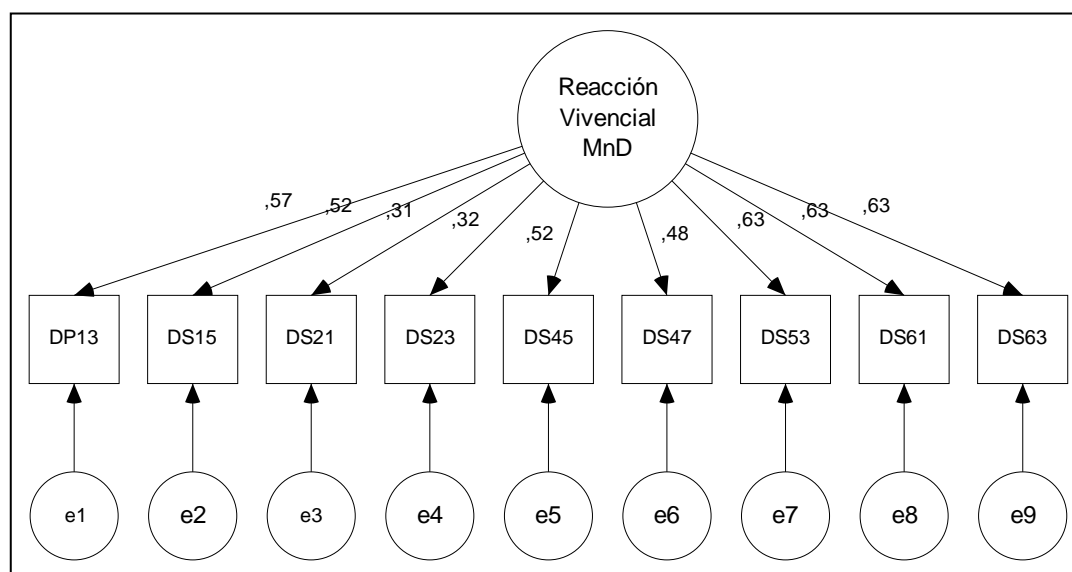 Reacción
Vivencial
MnD
,57
,52
,31
,32
,52
,48
,63
,63
,63
DP13
DS15
DS21
DS23
DS45
DS47
DS53
DS61
DS63
e1
e2
e3
e4
e5
e6
e7
e8
e9